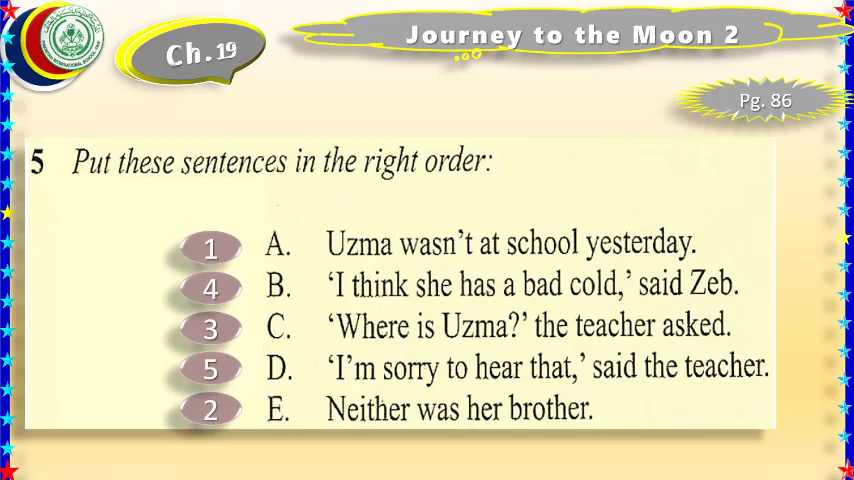 Ch.19
Journey to the Moon 2
Pg. 86
5 Put these sentences in the right order:
1 A. Uzma wasn't at school yesterday.
4 B. 'I think she has a bad cold,' said Zeb.
3 C. 'Where is Uzma?' the teacher asked.
5 D. 'I'm sorry to hear that,' said the teacher.
2 E. Neither was her brother.